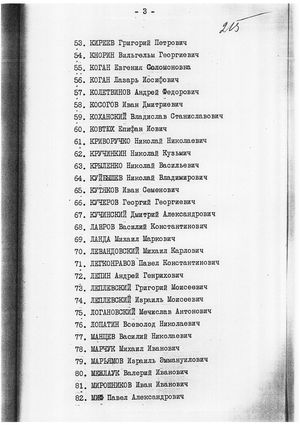 - 3 -
215
53. КИРЕЕВ Григорий Петрович
54. КНОРИН Вильгельм Георгиевич
55. КОГАН Евгения Соломоновна
56. КОГАН Лазарь Иосифович
57. КОЛЕТВИНОВ Андрей Федорович
58. КОСОГОВ Иван Дмитриевич
59. КОХАНСКИЙ Владислав Станиславович
60. КОВТЮХ Епифан Иович
61. КРИВОРУЧКО Николай Николаевич
62. КРУЧИНКИН Николай Кузьмич
63. КРЫЛЕНКО Николай Васильевич
64. КУЙБЫШЕВ Николай Владимирович
65. КУТЯКОВ Иван Семенович
66. КУЧЕРОВ Георгий Георгиевич
67. КУЧИНСКИЙ Дмитрий Александрович
68. ЛАВРОВ Василий Константинович
69. ЛАНДА Михаил Маркович
70. ЛЕВАНДОВСКИЙ Михаил Карлович
71. ЛЕГКОНРАВОВ Павел Константинович
72. ЛЕПИН Андрей Генрихович
73. ЛЕПЛЕВСКИЙ Григорий Моисеевич
74. ЛЕПЛЕВСКИЙ Израиль Моисеевич
75. ЛОГАНОВСКИЙ Мечислав Антонович
76. ЛОПАТИН Всеволод Николаевич
77. МАНЦЕВ Василий Николаевич
78. МАРЧУК Михаил Иванович
79. МАРЬЯМОВ Израиль Эммануилович
80. МЕЖЛАУК Валерий Иванович
81. МИРОШНИКОВ Иван Иванович
82. МИФ Павел Александрович